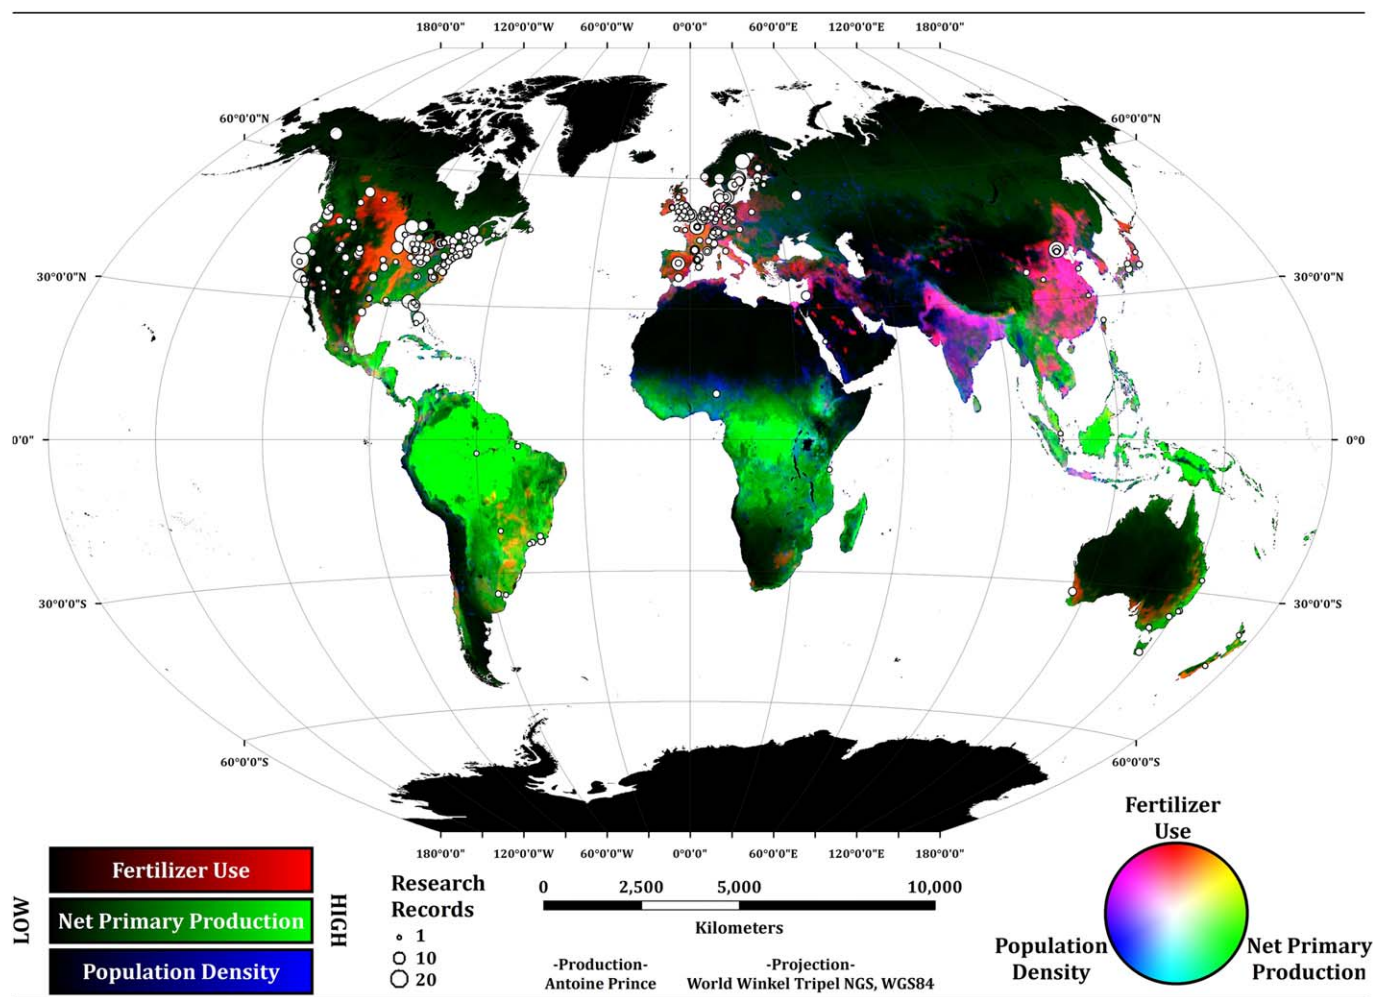 180°0'0" 120°0'0"W 60°0'0"W 0°0'0" 60°0'0"E 120°0'0"E 180°0'0"
60°0'0"N 60°0'0"N
30°0'0"N 30°0'0"N
0°0" 0°0
30°0'0"S 30°0'0"S
60°0'0"S 60°0'0"S
180°0'0" 120°0'0"W 60°0'0"W 0°0'0" 60°0'0"E 120°0'0"E 180°0'0"
LOW
Fertilizer Use
Net Primary Production
Population Density
HIGH
Research
Records
1
10
20
0 2,500 5,000 10,000
Kilometers
-Production-
Antoine Prince
-Projection-
World Winkel Tripel NGS, WGS84
Fertilizer
Use
Population
Density
Net Primary
Production